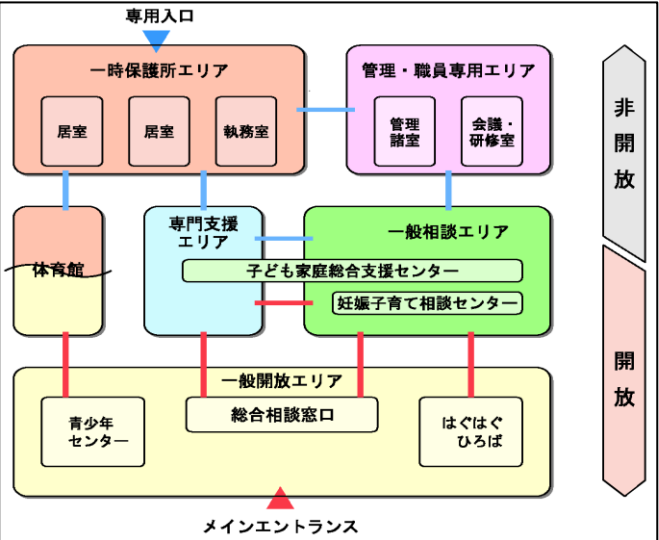 専用入口
一時保護所エリア
居室
居室
執務室
管理・職員専用エリア
管理
諸室
会議・
研修室
非開放
体育館
専門支援
エリア
一般相談エリア
子ども家庭総合支援センター
妊娠子育て相談センター
開放
一般開放エリア
青少年
センター
総合相談窓口
はぐはぐ
ひろば
メインエントランス